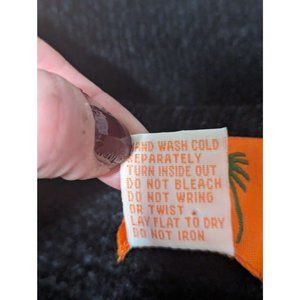 HAND WASH COLD
SEPARATELY
TURN INSIDE OUT
DO NOT BLEACH
DO NOT WRING
OR TWIST
LAY FLAT TO DRY
DO NOT IRON